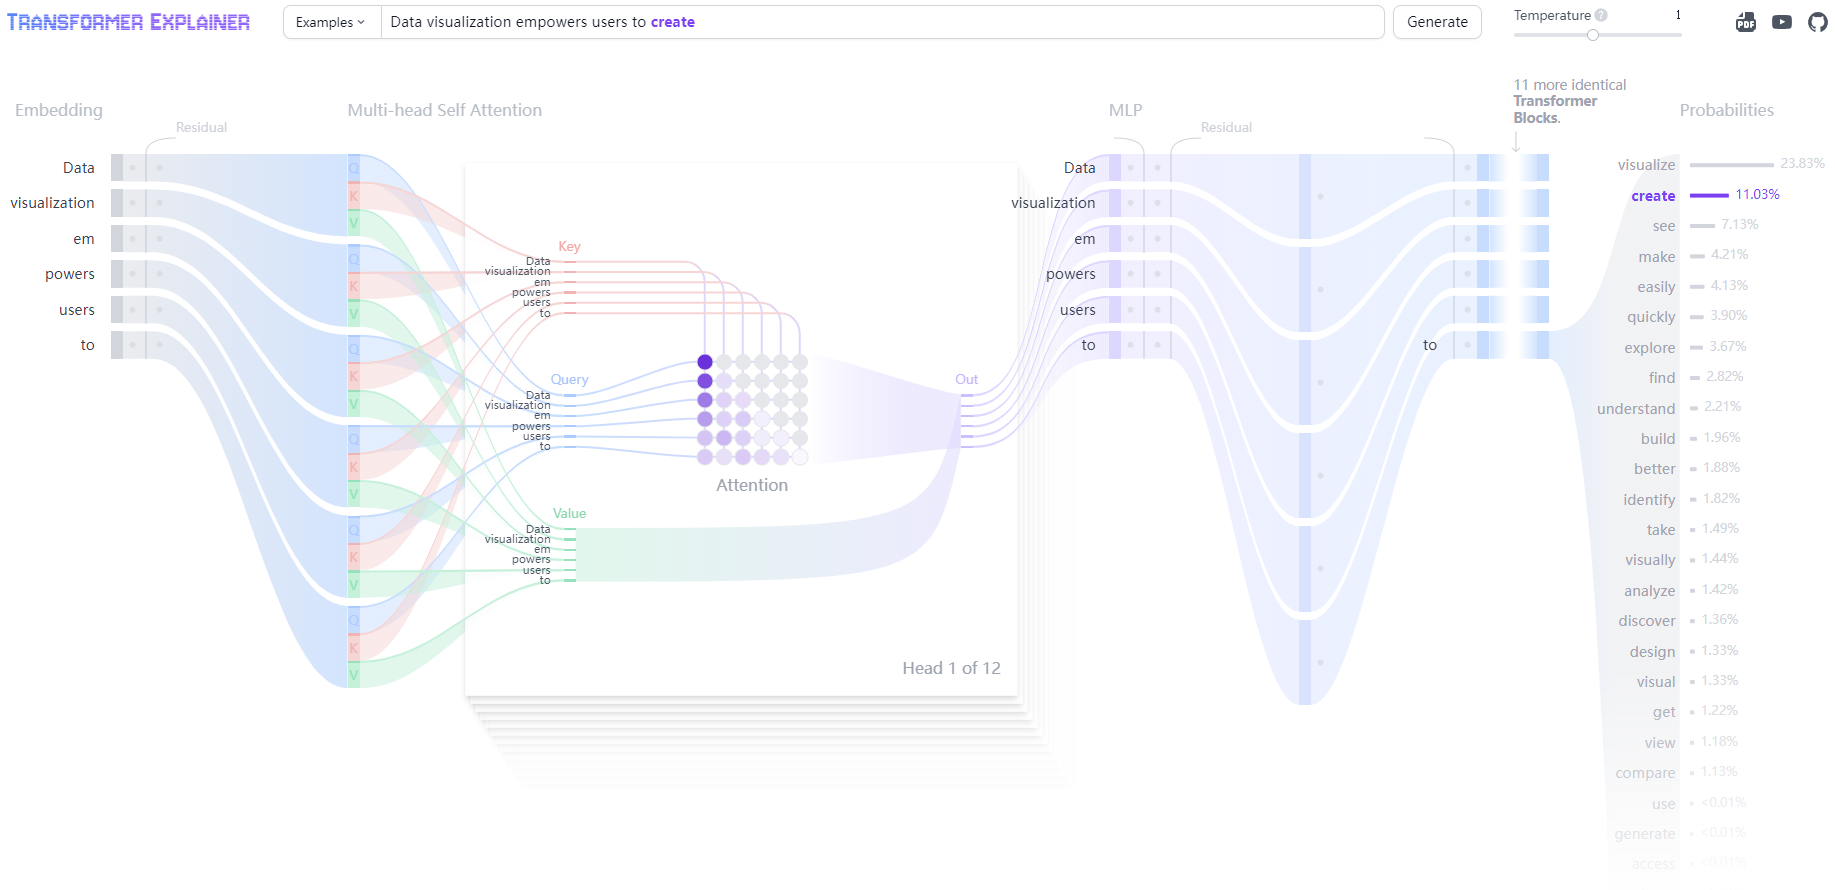 TRANSFORMER EXPLAINER
Examples
Data visualization empowers users to create
Generate
Temperature ?
1
PDF
Embedding
Residual
Data
visualization
em
powers
users
to
Multi-head Self Attention
Q
K
V
Q
K
V
Q
K
V
Q
K
V
Q
K
V
Q
K
V
Key
Data
visualization
em
powers
users
to
Query
Data
visualization
em
powers
users
to
Attention
Value
Data
visualization
em
powers
users
to
Out
Head 1 of 12
MLP
Residual
Data
visualization
em
powers
users
to
to
11 more identical
Transformer
Blocks.
Probabilities
visualize 23.83%
create 11.03%
see 7.13%
make 4.21%
easily 4.13%
quickly 3.90%
explore 3.67%
find 2.82%
understand 2.21%
build 1.96%
better 1.88%
identify 1.82%
take 1.49%
visually 1.44%
analyze 1.42%
discover 1.36%
design 1.33%
visual 1.33%
get 1.22%
view 1.18%
compare 1.13%
use <0.01%
generate <0.01%
access <0.01%